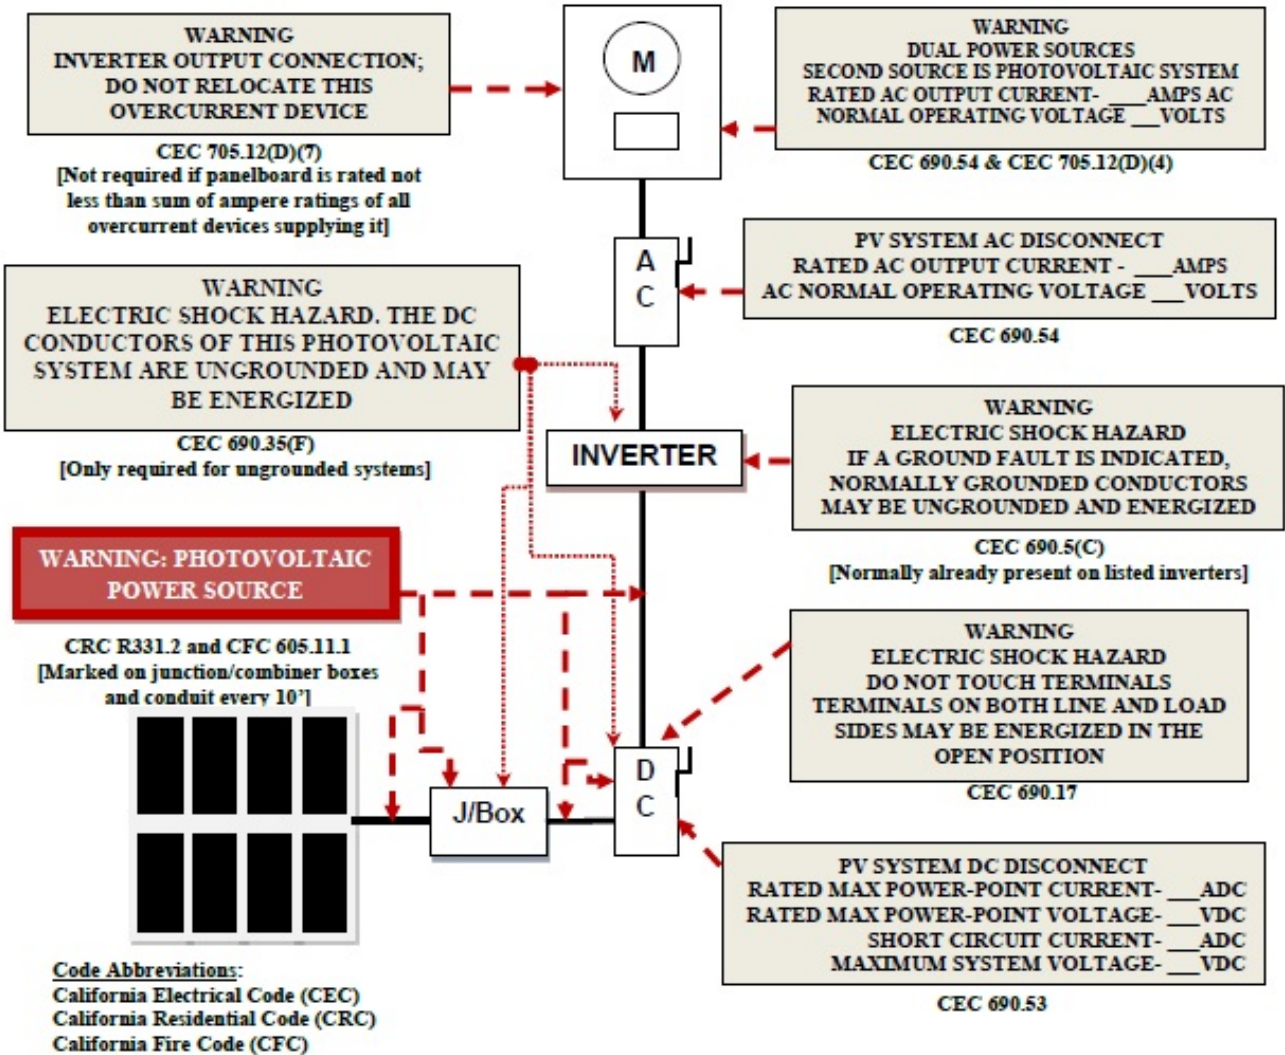 WARNING
INVERTER OUTPUT CONNECTION;
DO NOT RELOCATE THIS
OVERCURRENT DEVICE
CEC 705.12(D)(7)
[Not required if panelboard is rated not
less than sum of ampere ratings of all
overcurrent devices supplying it]
M
WARNING
DUAL POWER SOURCES
SECOND SOURCE IS PHOTOVOLTAIC SYSTEM
RATED AC OUTPUT CURRENT- ____AMPS AC
NORMAL OPERATING VOLTAGE ___VOLTS
CEC 690.54 & CEC 705.12(D)(4)
A
C
PV SYSTEM AC DISCONNECT
RATED AC OUTPUT CURRENT - ___AMPS
AC NORMAL OPERATING VOLTAGE ___VOLTS
CEC 690.54
WARNING
ELECTRIC SHOCK HAZARD. THE DC
CONDUCTORS OF THIS PHOTOVOLTAIC
SYSTEM ARE UNGROUNDED AND MAY
BE ENERGIZED
CEC 690.35(F)
[Only required for ungrounded systems]
INVERTER
WARNING
ELECTRIC SHOCK HAZARD
IF A GROUND FAULT IS INDICATED,
NORMALLY GROUNDED CONDUCTORS
MAY BE UNGROUNDED AND ENERGIZED
CEC 690.5(C)
[Normally already present on listed inverters]
WARNING: PHOTOVOLTAIC
POWER SOURCE
CRC R331.2 and CFC 605.11.1
[Marked on junction/combiner boxes
and conduit every 10']
WARNING
ELECTRIC SHOCK HAZARD
DO NOT TOUCH TERMINALS
TERMINALS ON BOTH LINE AND LOAD
SIDES MAY BE ENERGIZED IN THE
OPEN POSITION
CEC 690.17
J/Box
D
C
PV SYSTEM DC DISCONNECT
RATED MAX POWER-POINT CURRENT- ___ADC
RATED MAX POWER-POINT VOLTAGE- ___VDC
SHORT CIRCUIT CURRENT- ___ADC
MAXIMUM SYSTEM VOLTAGE- ___VDC
CEC 690.53
Code Abbreviations:
California Electrical Code (CEC)
California Residential Code (CRC)
California Fire Code (CFC)